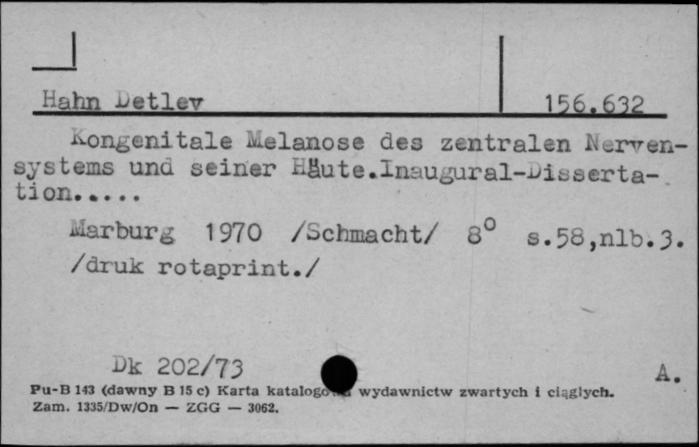 Hahn Detlev 156.632
Kongenitale Melanose des zentralen Nerven-
systems und seiner Häute.Inaugural-Disserta-
tion.....
Marburg 1970 /Schmacht/ 8° s.58,nlb.3.
/druk rotaprint./
Dk 202/73 A.
Pu-B 143 (dawny B 15 c) Karta katalogowa wydawnictw zwartych i ciągłych.
Zam. 1335/Dw/On — ZGG — 3062.